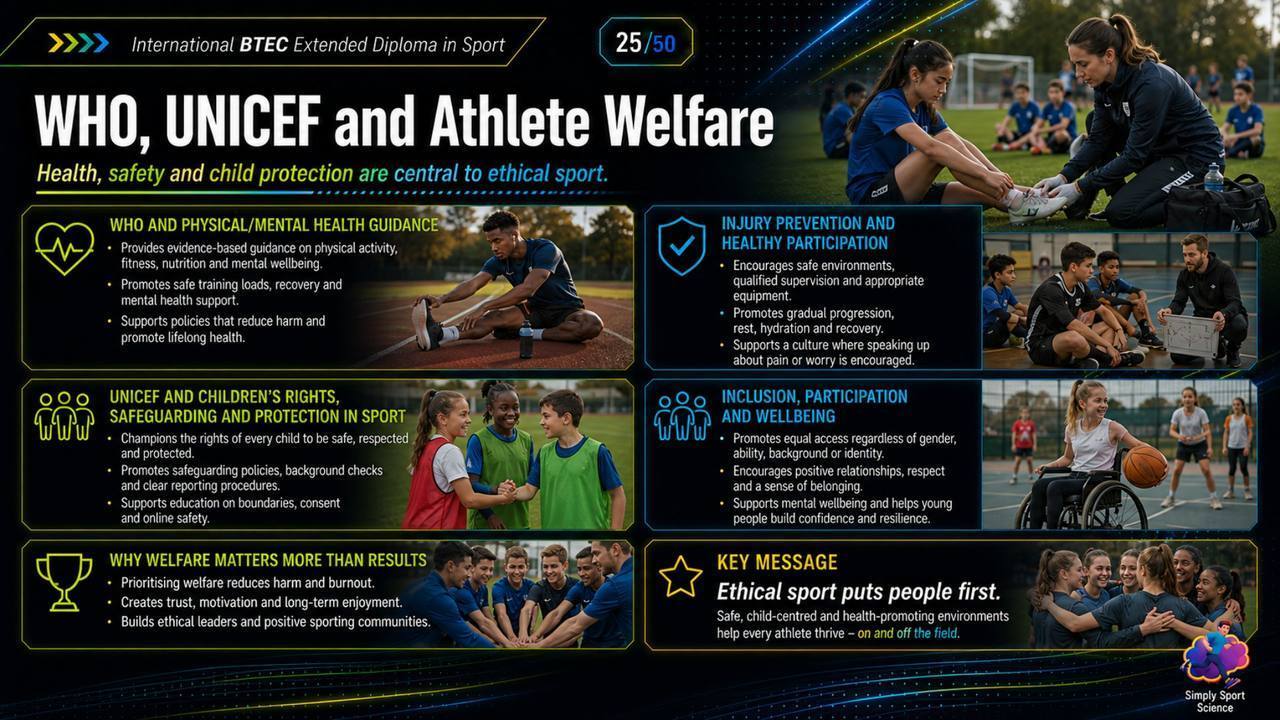 International BTEC Extended Diploma in Sport
25/50
WHO, UNICEF and Athlete Welfare
Health, safety and child protection are central to ethical sport.
WHO AND PHYSICAL/MENTAL HEALTH GUIDANCE
• Provides evidence-based guidance on physical activity,
fitness, nutrition and mental wellbeing.
• Promotes safe training loads, recovery and
mental health support.
• Supports policies that reduce harm and
promote lifelong health.
INJURY PREVENTION AND
HEALTHY PARTICIPATION
• Encourages safe environments,
qualified supervision and appropriate
equipment.
• Promotes gradual progression,
rest, hydration and recovery.
• Supports a culture where speaking up
about pain or worry is encouraged.
UNICEF AND CHILDREN'S RIGHTS,
SAFEGUARDING AND PROTECTION IN SPORT
• Champions the rights of every child to be safe, respected
and protected.
• Promotes safeguarding policies, background checks
and clear reporting procedures.
• Supports education on boundaries, consent
and online safety.
INCLUSION, PARTICIPATION
AND WELLBEING
• Promotes equal access regardless of gender,
ability, background or identity.
• Encourages positive relationships, respect
and a sense of belonging.
• Supports mental wellbeing and helps young
people build confidence and resilience.
WHY WELFARE MATTERS MORE THAN RESULTS
• Prioritising welfare reduces harm and burnout.
• Creates trust, motivation and long-term enjoyment.
• Builds ethical leaders and positive sporting communities.
KEY MESSAGE
Ethical sport puts people first.
Safe, child-centred and health-promoting environments
help every athlete thrive – on and off the field.
Simply Sport
Science